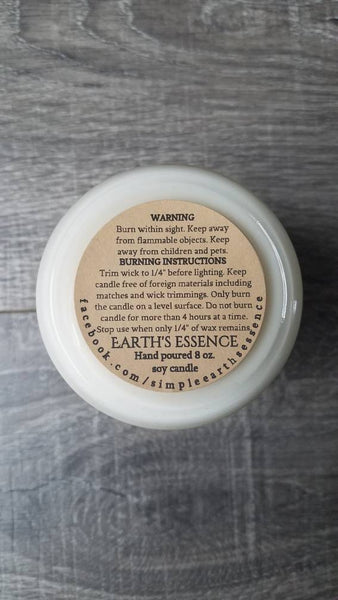 WARNING
Burn within sight. Keep away
from flammable objects. Keep
away from children and pets.
BURNING INSTRUCTIONS
Trim wick to 1/4" before lighting. Keep
candle free of foreign materials including
matches and wick trimmings. Only burn
the candle on a level surface. Do not burn
candle for more than 4 hours at a time.
Stop use when only 1/4" of wax remains.
EARTH'S ESSENCE
Hand poured 8 oz.
soy candle
facebook.com/simpleearthsessence